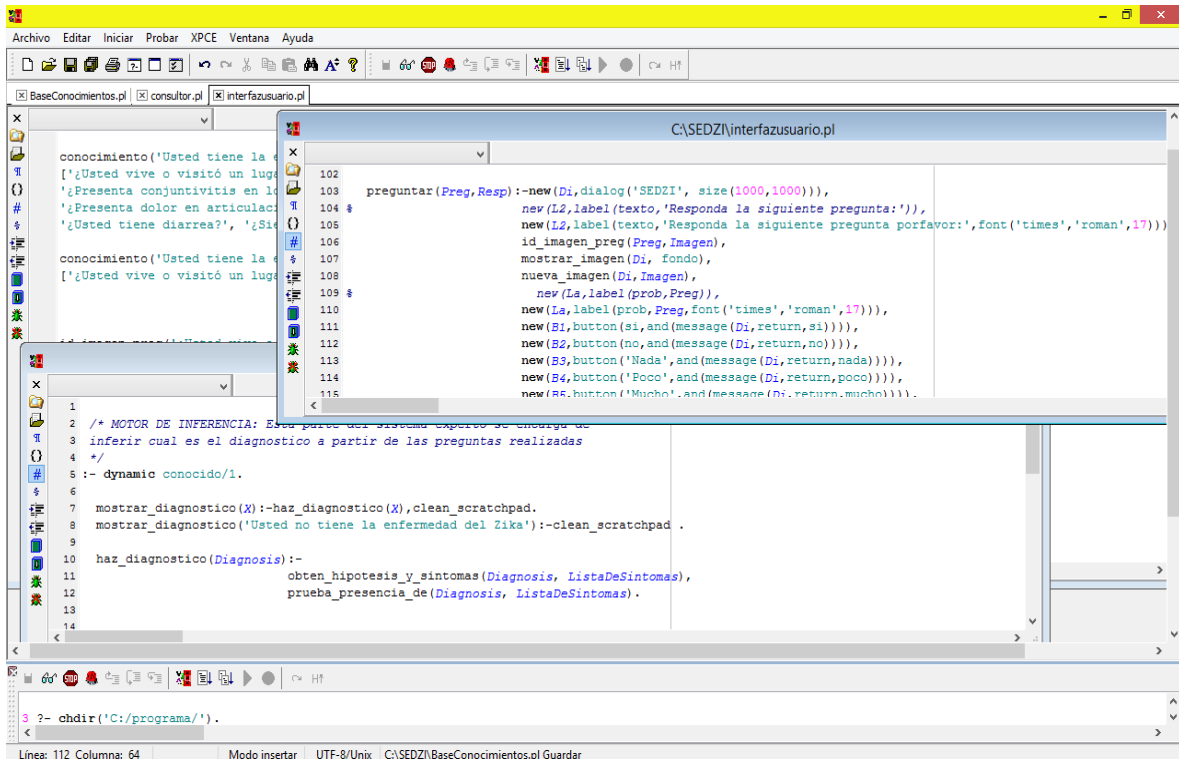 Archivo Editar Iniciar Probar XPCE Ventana Ayuda
BaseConocimientos.pl consultor.pl interfazusuario.pl
conocimiento('Usted tiene la
['¿Usted vive o visitó un luga
'¿Presenta conjuntivitis en lo
'¿Presenta dolor en articulaci
'¿Usted tiene diarrea?', '¿Sie
conocimiento('Usted tiene la
['¿Usted vive o visitó un luga
C:\SEDZI\interfazusuario.pl
102
103 preguntar(Preg,Resp):-new(Di,dialog('SEDZI', size(1000,1000))),
104 % new(L2,label(texto,'Responda la siguiente pregunta:')),
105 new(L2,label(texto,'Responda la siguiente pregunta porfavor:',font('times','roman',17)))
106 id_imagen_preg(Preg,Imagen),
107 mostrar_imagen(Di, fondo),
108 nueva_imagen(Di,Imagen),
109 % new(La,label(prob,Preg)),
110 new(La,label(prob,Preg,font('times','roman',17))),
111 new(B1,button(si,and(message(Di,return,si)))),
112 new(B2,button(no,and(message(Di,return,no)))),
113 new(B3,button('Nada',and(message(Di,return,nada)))),
114 new(B4,button('Poco',and(message(Di,return,poco)))),
115 new(B5,button('Mucho',and(message(Di,return,mucho)))),
1
2 /* MOTOR DE INFERENCIA: Esta parte del sistema experto se encarga de
3 inferir cual es el diagnostico a partir de las preguntas realizadas
4 */
5 :- dynamic conocido/1.
6
7 mostrar_diagnostico(X):-haz_diagnostico(X),clean_scratchpad.
8 mostrar_diagnostico('Usted no tiene la enfermedad del Zika'):-clean_scratchpad .
9
10 haz_diagnostico(Diagnosis):-
11 obten_hipotesis_y_sintomas(Diagnosis, ListaDeSintomas),
12 prueba_presencia_de(Diagnosis, ListaDeSintomas).
13
14
3 ?- chdir('C:/programa/').
Línea: 112 Columna: 64 Modo insertar UTF-8/Unix C:\SEDZI\BaseConocimientos.pl Guardar